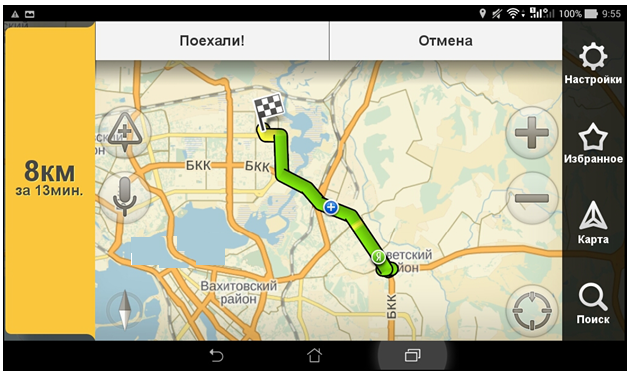 100%
9:55
Поехали!
Отмена
8км
за 13мин.
Настройки
Избранное
Карта
Поиск
БКК
БКК
ветский
йон
Вахитовский
район
БКК